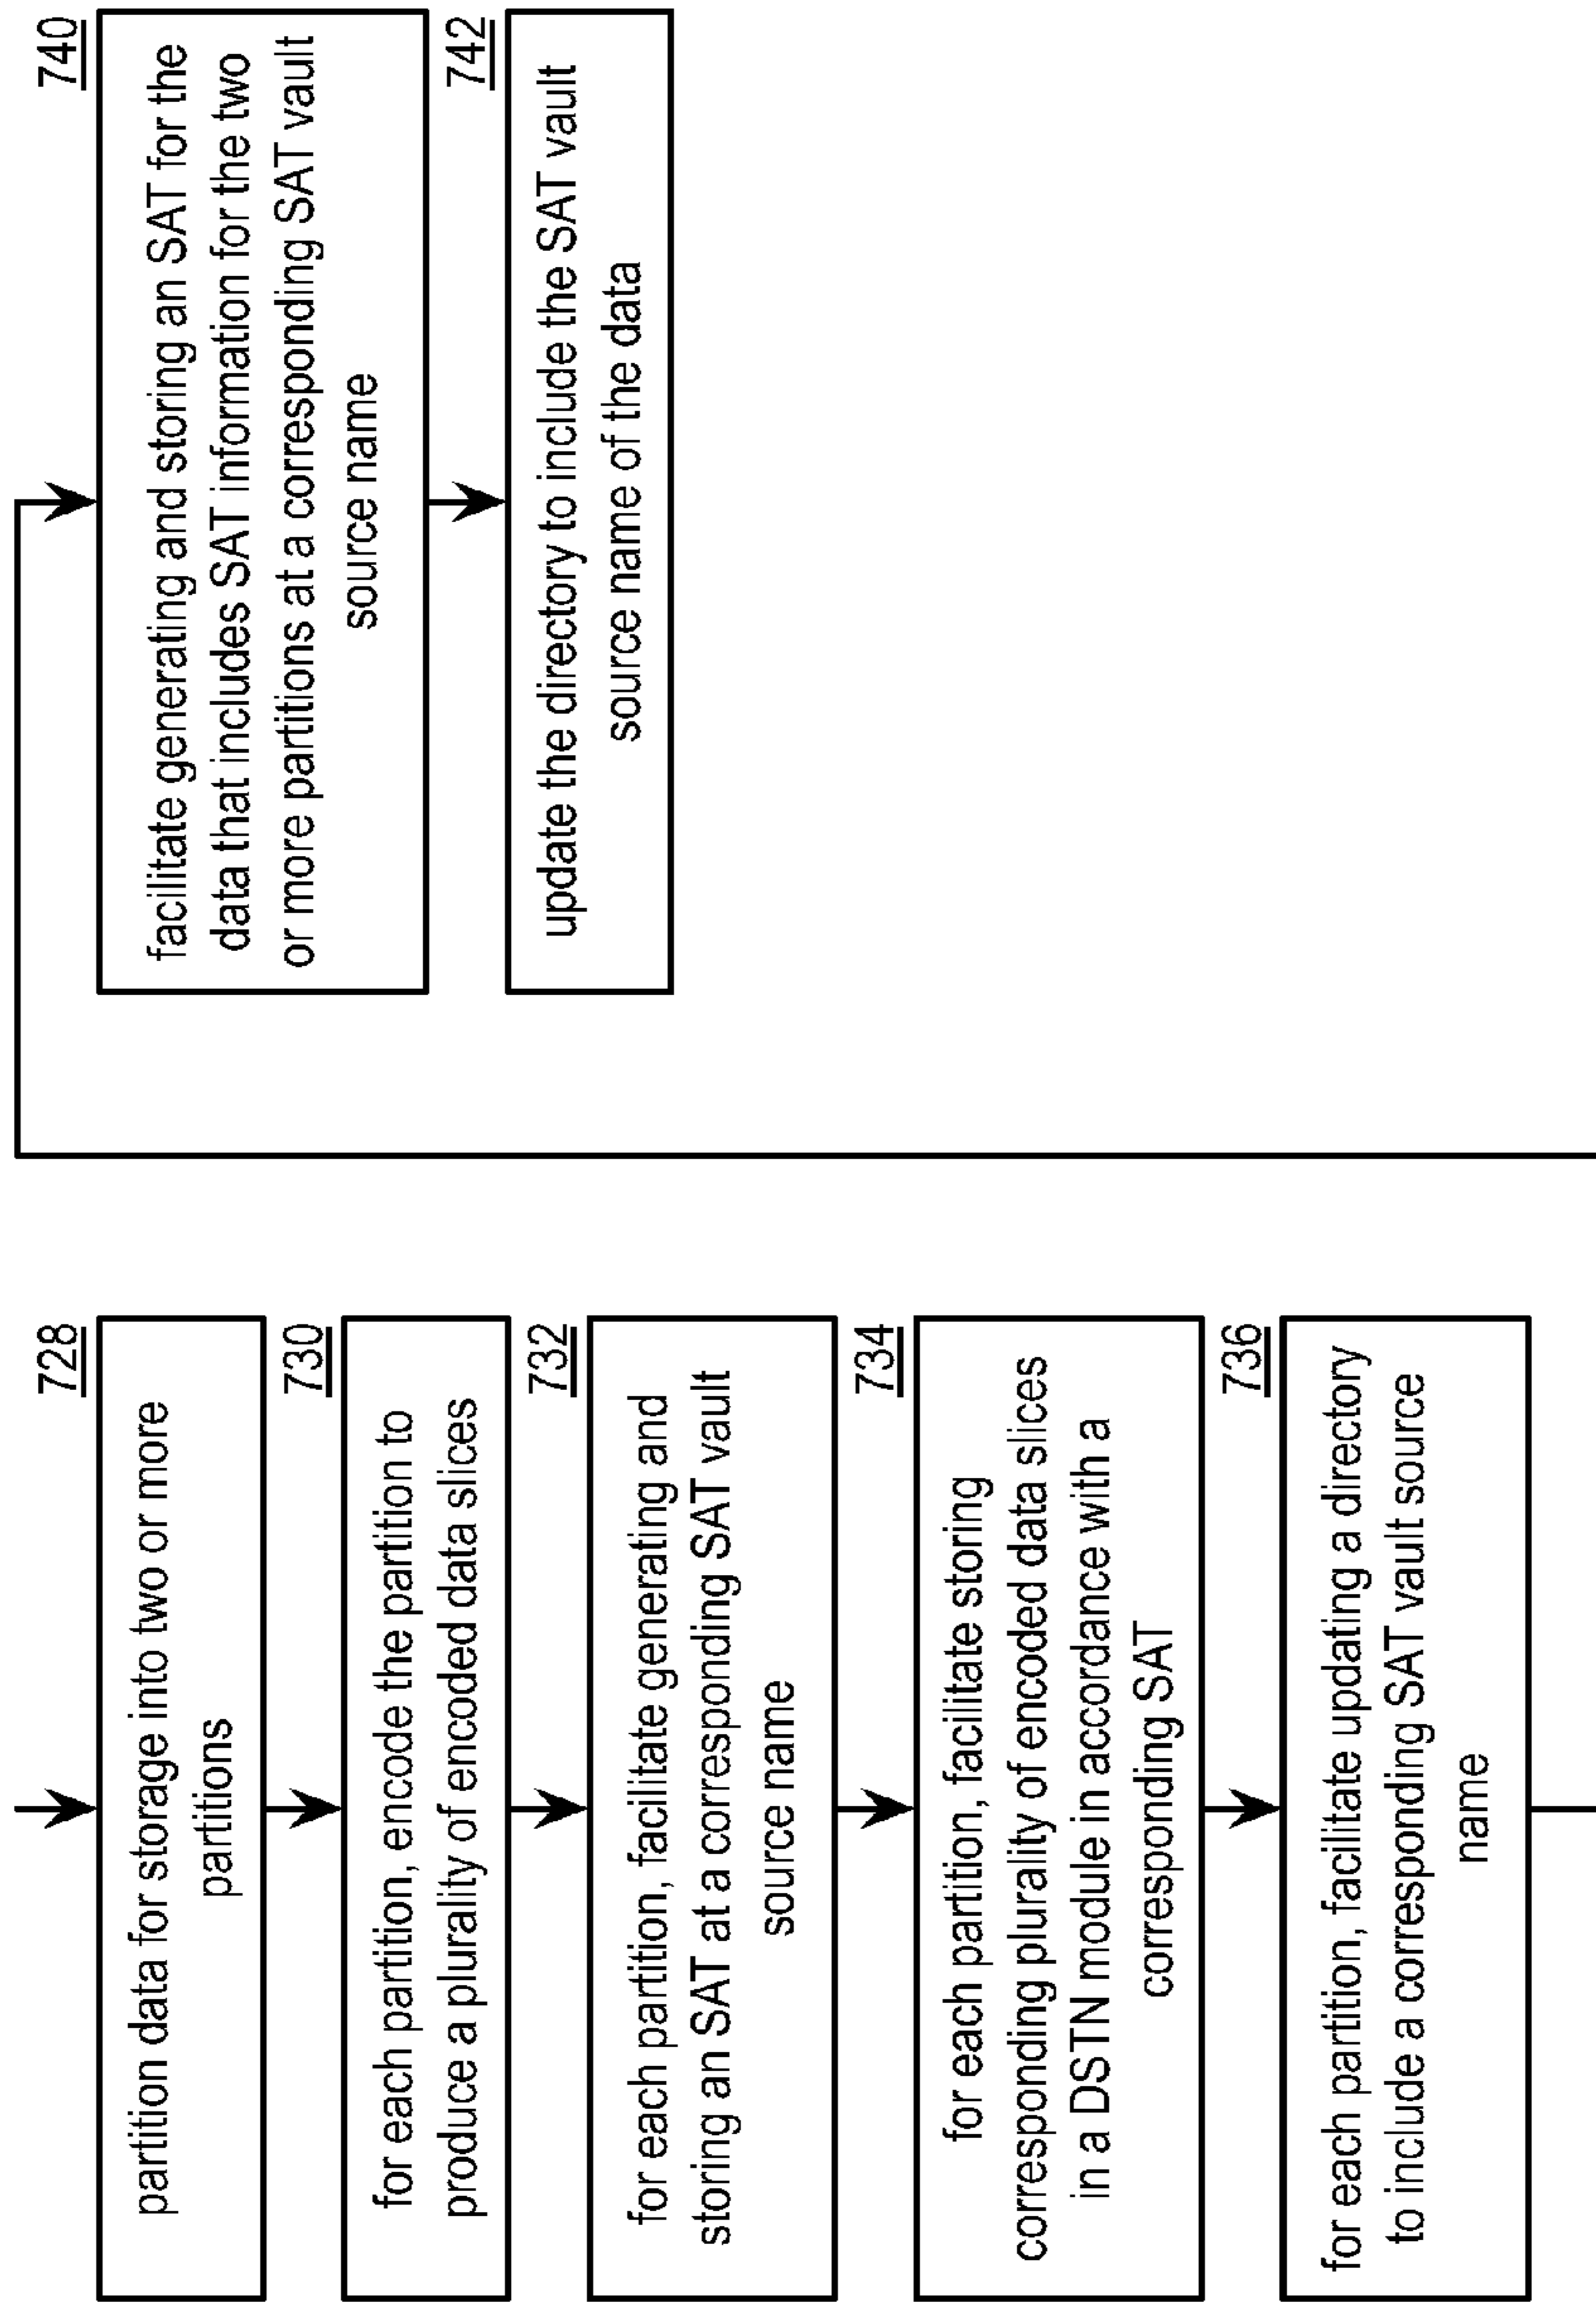 728
partition data for storage into two or more
partitions
730
for each partition, encode the partition to
produce a plurality of encoded data slices
732
for each partition, facilitate generating and
storing an SAT at a corresponding SAT vault
source name
734
for each partition, facilitate storing
corresponding plurality of encoded data slices
in a DSTN module in accordance with a
corresponding SAT
736
for each partition, facilitate updating a directory
to include a corresponding SAT vault source
name
740
facilitate generating and storing an SAT for the
data that includes SAT information for the two
or more partitions at a corresponding SAT vault
source name
742
update the directory to include the SAT vault
source name of the data